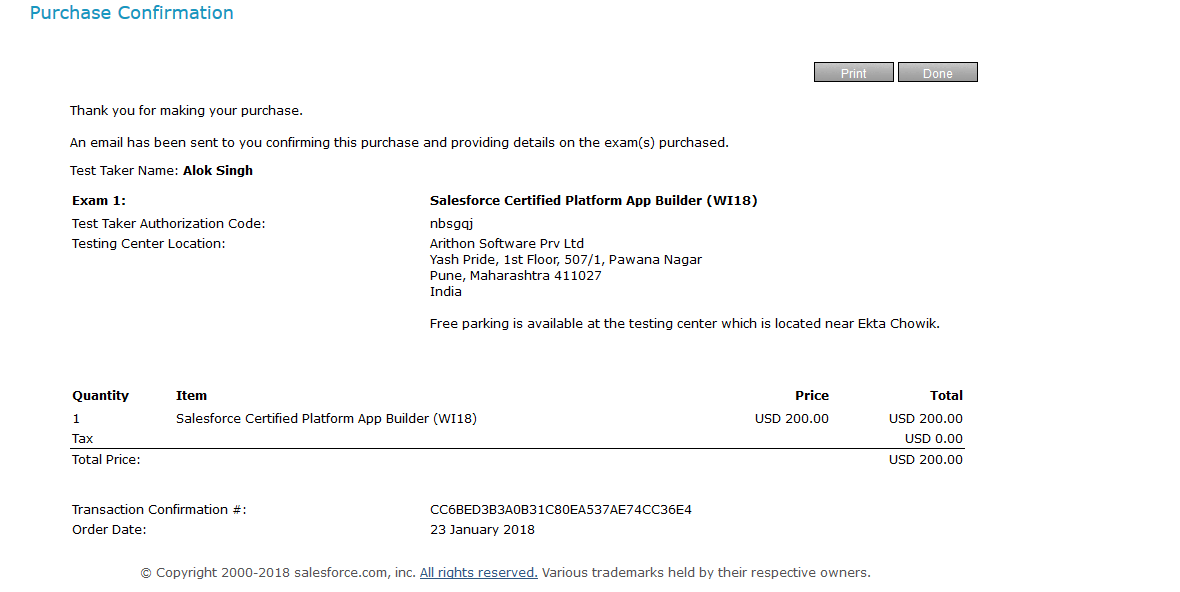 Purchase Confirmation
Print Done
Thank you for making your purchase.
An email has been sent to you confirming this purchase and providing details on the exam(s) purchased.
Test Taker Name: Alok Singh
Exam 1: Salesforce Certified Platform App Builder (WI18)
Test Taker Authorization Code: nbsgqj
Testing Center Location: Arithon Software Prv Ltd
Yash Pride, 1st Floor, 507/1, Pawana Nagar
Pune, Maharashtra 411027
India
Free parking is available at the testing center which is located near Ekta Chowik.
Quantity Item Price Total
1 Salesforce Certified Platform App Builder (WI18) USD 200.00 USD 200.00
Tax USD 0.00
Total Price: USD 200.00
Transaction Confirmation #: CC6BED3B3A0B31C80EA537AE74CC36E4
Order Date: 23 January 2018
© Copyright 2000-2018 salesforce.com, inc. All rights reserved. Various trademarks held by their respective owners.